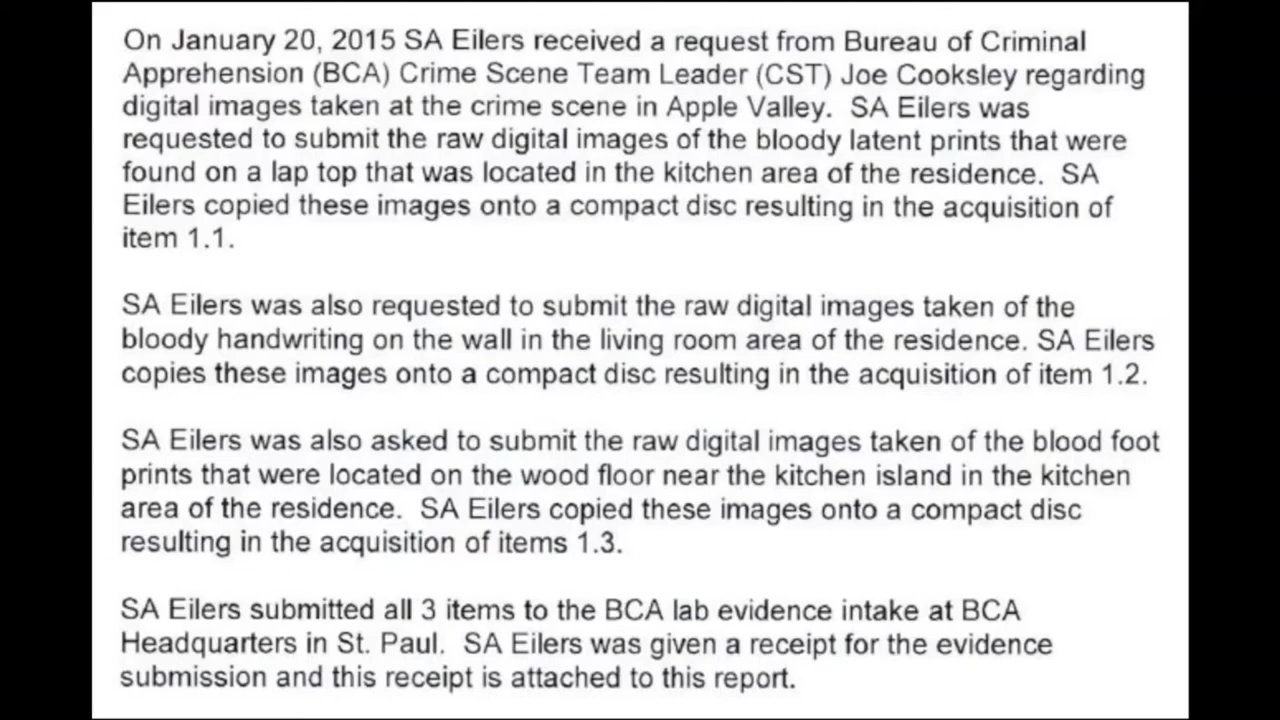 On January 20, 2015 SA Eilers received a request from Bureau of Criminal
Apprehension (BCA) Crime Scene Team Leader (CST) Joe Cooksley regarding
digital images taken at the crime scene in Apple Valley.  SA Eilers was
requested to submit the raw digital images of the bloody latent prints that were
found on a lap top that was located in the kitchen area of the residence.  SA
Eilers copied these images onto a compact disc resulting in the acquisition of
item 1.1.
SA Eilers was also requested to submit the raw digital images taken of the
bloody handwriting on the wall in the living room area of the residence. SA Eilers
copies these images onto a compact disc resulting in the acquisition of item 1.2.
SA Eilers was also asked to submit the raw digital images taken of the blood foot
prints that were located on the wood floor near the kitchen island in the kitchen
area of the residence.  SA Eilers copied these images onto a compact disc
resulting in the acquisition of items 1.3.
SA Eilers submitted all 3 items to the BCA lab evidence intake at BCA
Headquarters in St. Paul.  SA Eilers was given a receipt for the evidence
submission and this receipt is attached to this report.